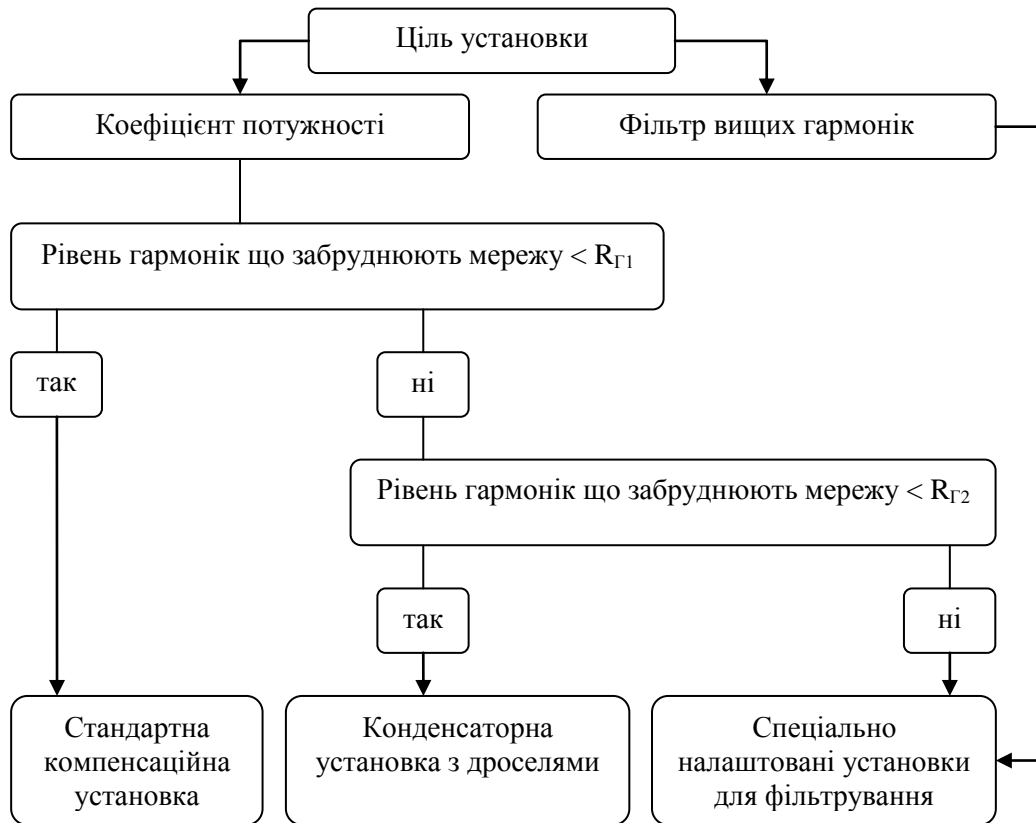 Ціль установки
Коефіцієнт потужності
Фільтр вищих гармонік
Рівень гармонік що забруднюють мережу < RГ1
так
ні
Рівень гармонік що забруднюють мережу < RГ2
так
ні
Стандартна
компенсаційна
установка
Конденсаторна
установка з дроселями
Спеціально
налаштовані установки
для фільтрування